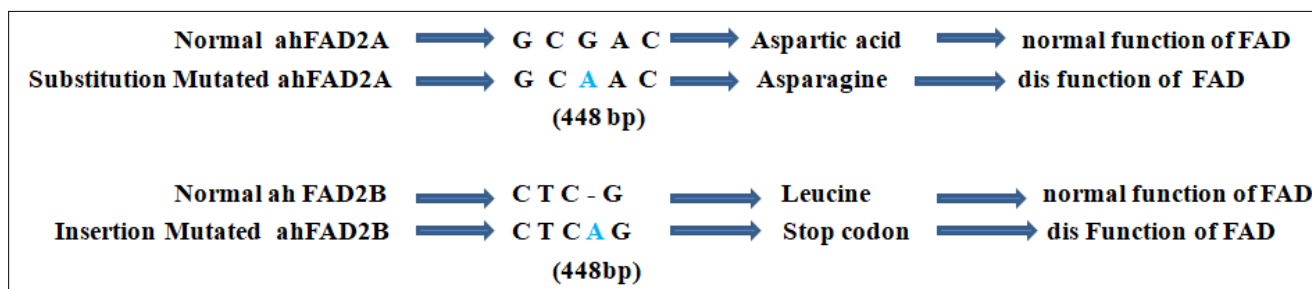 Normal ahFAD2A G C G A C Aspartic acid normal function of FAD
Substitution Mutated ahFAD2A G C A A C Asparagine dis function of FAD
(448 bp)
Normal ah FAD2B C T C - G Leucine normal function of FAD
Insertion Mutated ahFAD2B C T C A G Stop codon dis Function of FAD
(448bp)